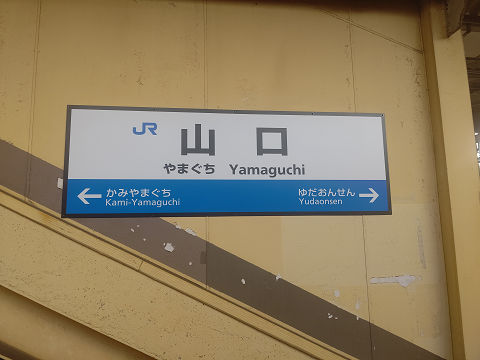 JR 山口
やまぐち Yamaguchi
← かみやまぐち ゆだおんせん →
Kami-Yamaguchi Yudaonsen